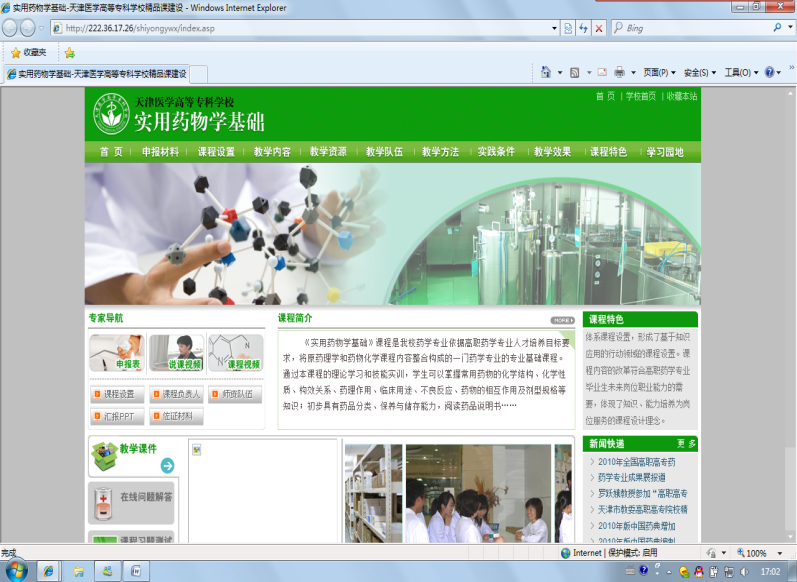 实用药物学基础-天津医学高等专科学校精品课建设 - Windows Internet Explorer
http://222.36.17.26/shiyongywx/index.asp
Bing
收藏夹
实用药物学基础-天津医学高等专科学校精品课建设
页面(P) 安全(S) 工具(O)
首 页 | 学校首页 | 收藏本站
天津医学高等专科学校
实用药物学基础
首 页 申报材料 课程设置 教学内容 教学资源 教学队伍 教学方法 实践条件 教学效果 课程特色 学习园地
专家导航
申报表 说课视频 课程视频
课程设置 课程负责人 师资队伍
汇报PPT 佐证材料
课程简介 MORE
《实用药物学基础》课程是我校药学专业依据高职药学专业人才培养目标要
求,将原药理学和药物化学课程内容整合构成的一门药学专业的专业基础课程。
通过本课程的理论学习和技能实训,学生可以掌握常用药物的化学结构、化学性
质、构效关系、药理作用、临床用途、不良反应、药物的相互作用及剂型规格等
知识;初步具有药品分类、保养与储存能力,阅读药品说明书……
课程特色
体系课程设置,形成了基于知识
应用的行动领域的课程设置。课
程内容的改革符合高职药学专业
毕业生未来岗位职业能力的需
要,体现了知识、能力培养为岗
位服务的课程设计理念。
教学课件
在线问题解答
课程习题测试
新闻快递 更 多
2010年全国高职高专药
药学专业成果展报道
罗跃娥教授参加“高职高专
天津市教委高职高专院校精
2010年新中国药典增加
2010年新中国药典编制
完成
Internet | 保护模式: 启用
100%
17:02